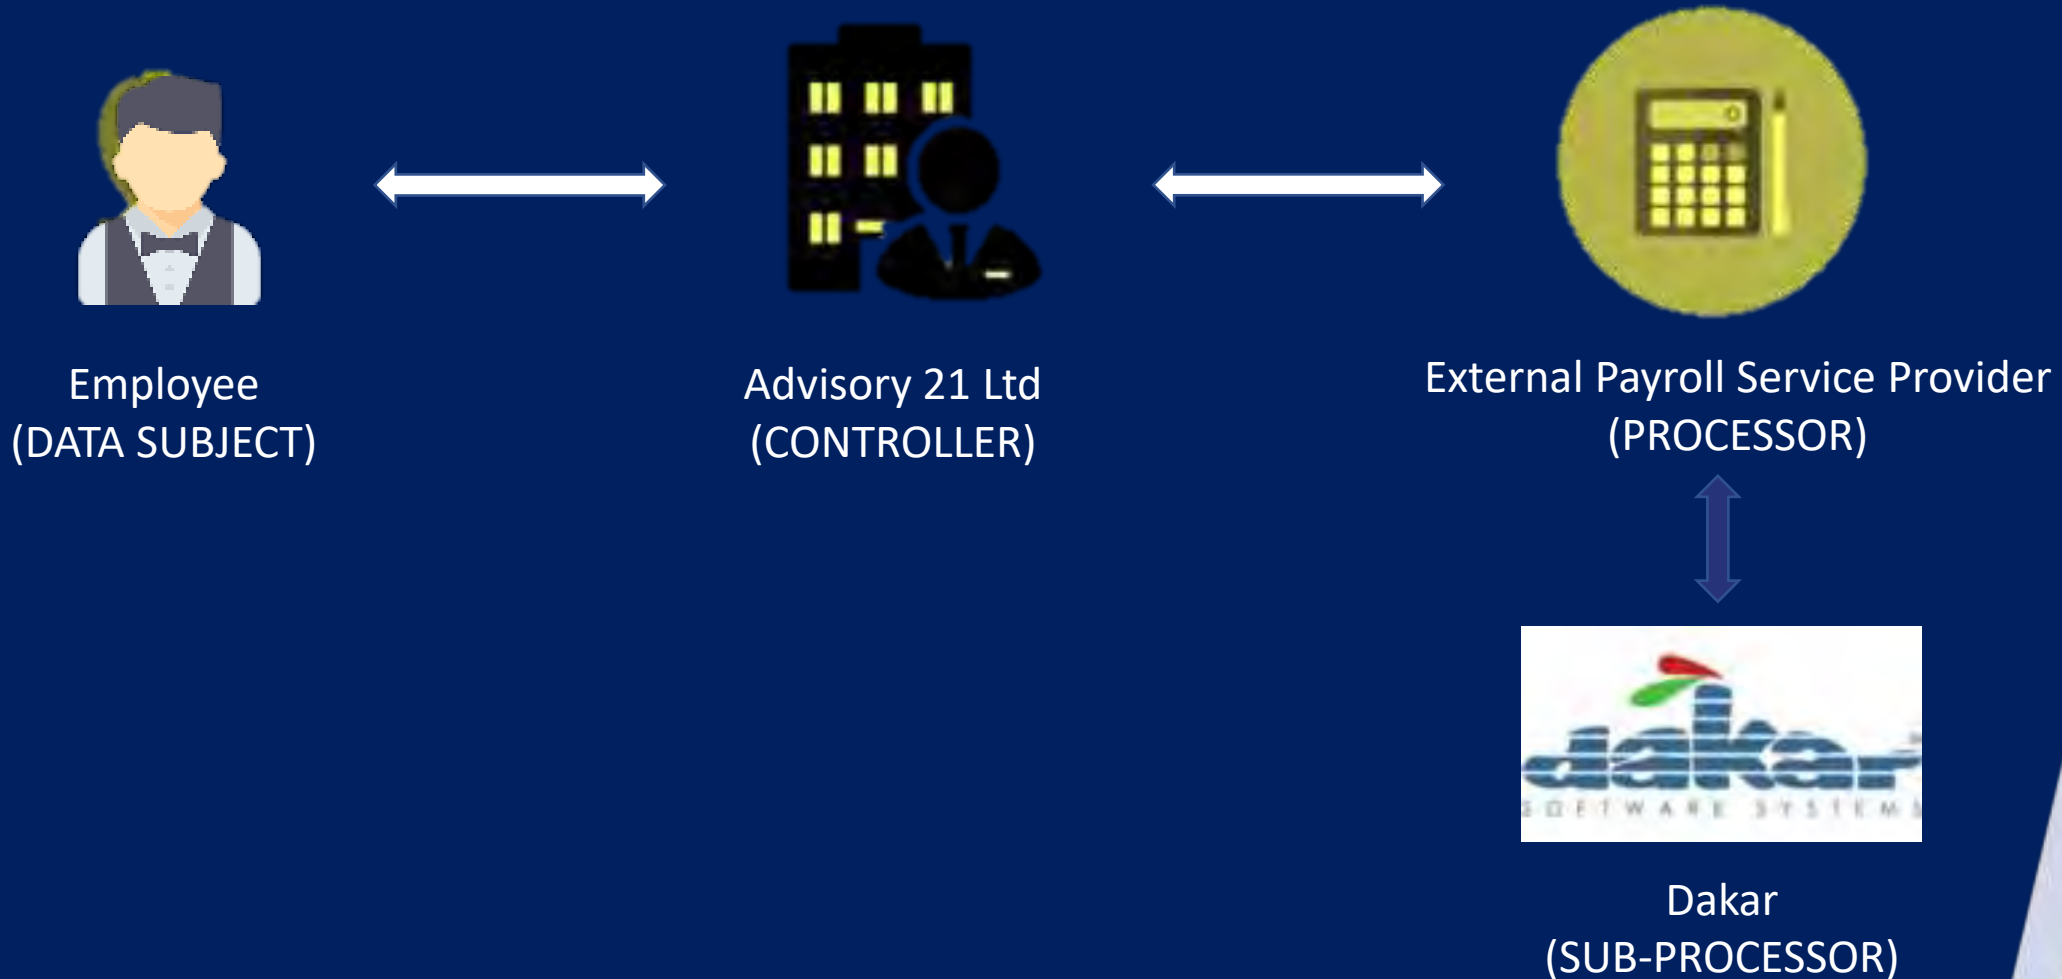 Employee
(DATA SUBJECT)
Advisory 21 Ltd
(CONTROLLER)
External Payroll Service Provider
(PROCESSOR)
dakar
SOFTWARE SYSTEMS
Dakar
(SUB-PROCESSOR)